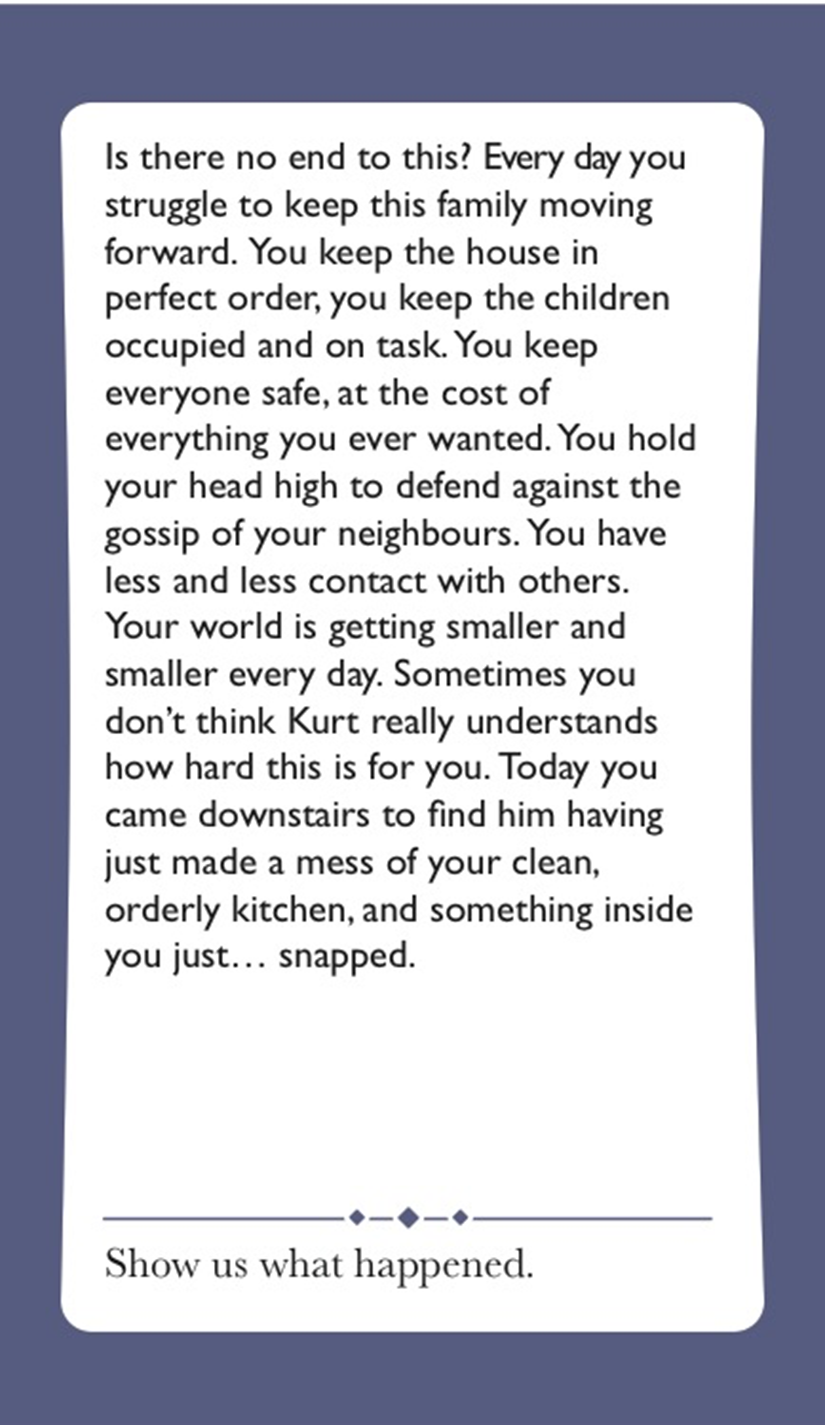 Is there no end to this? Every day you
struggle to keep this family moving
forward. You keep the house in
perfect order, you keep the children
occupied and on task. You keep
everyone safe, at the cost of
everything you ever wanted. You hold
your head high to defend against the
gossip of your neighbours. You have
less and less contact with others.
Your world is getting smaller and
smaller every day. Sometimes you
don’t think Kurt really understands
how hard this is for you. Today you
came downstairs to find him having
just made a mess of your clean,
orderly kitchen, and something inside
you just… snapped.
Show us what happened.